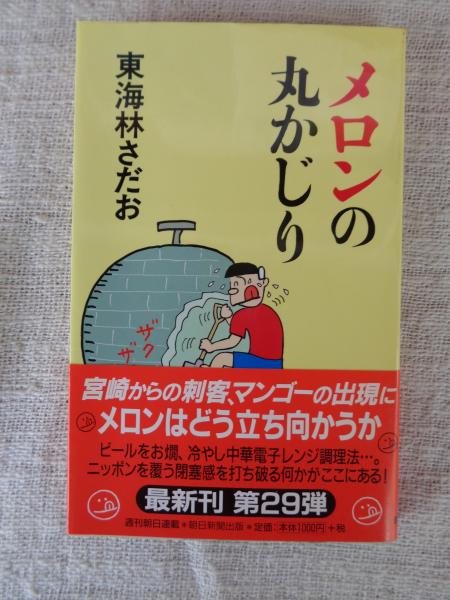 メロンの
丸かじり
東海林さだお
ザク
ザ
宮崎からの刺客、マンゴーの出現に
メロンはどう立ち向かうか
ビールをお燗、冷やし中華電子レンジ調理法…。
ニッポンを覆う閉塞感を打ち破る何かがここにある!
最新刊 第29弾
週刊朝日連載*朝日新聞出版*定価:本体1000円+税